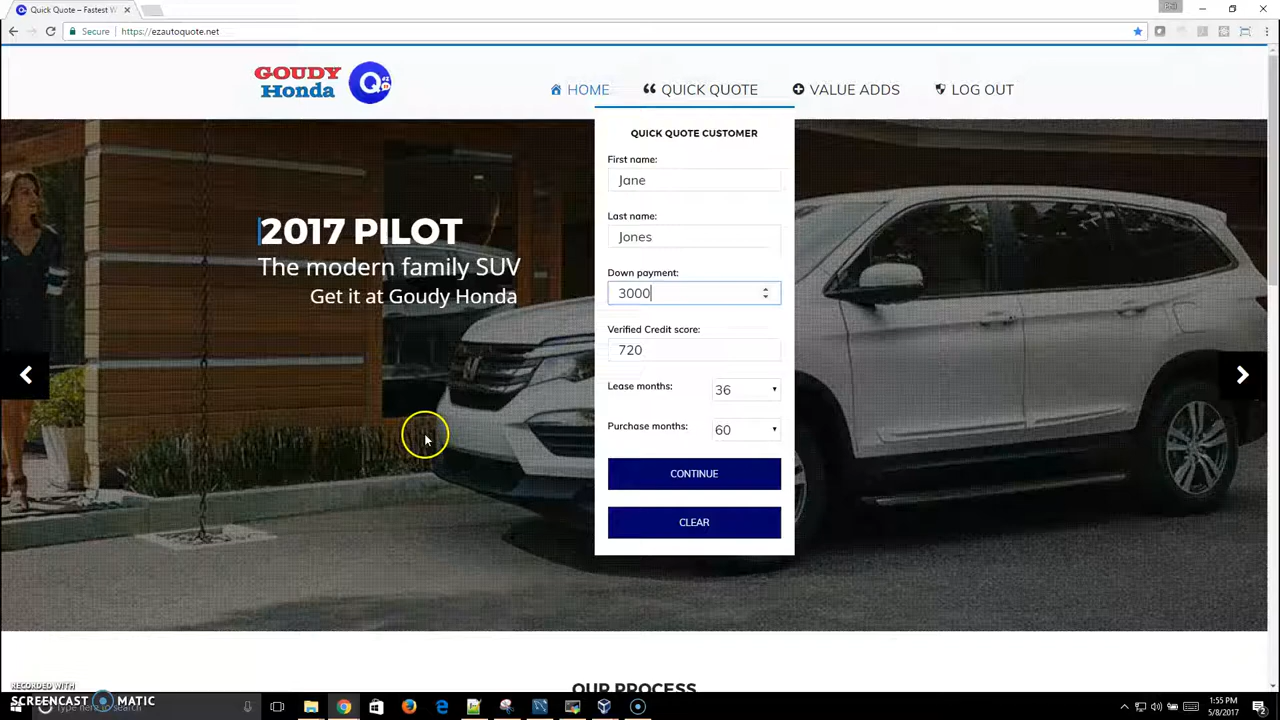 Quick Quote – Fastest W
Secure
https://ezautoquote.net
GOUDY
Honda
Q
HOME
QUICK QUOTE
VALUE ADDS
LOG OUT
QUICK QUOTE CUSTOMER
First name:
Jane
Last name:
Jones
Down payment:
3000
Verified Credit score:
720
Lease months:
36
Purchase months:
60
CONTINUE
CLEAR
2017 PILOT
The modern family SUV
Get it at Goudy Honda
OUR PROCESS
RECORDED WITH
SCREENCAST MATIC
1:55 PM
5/8/2017